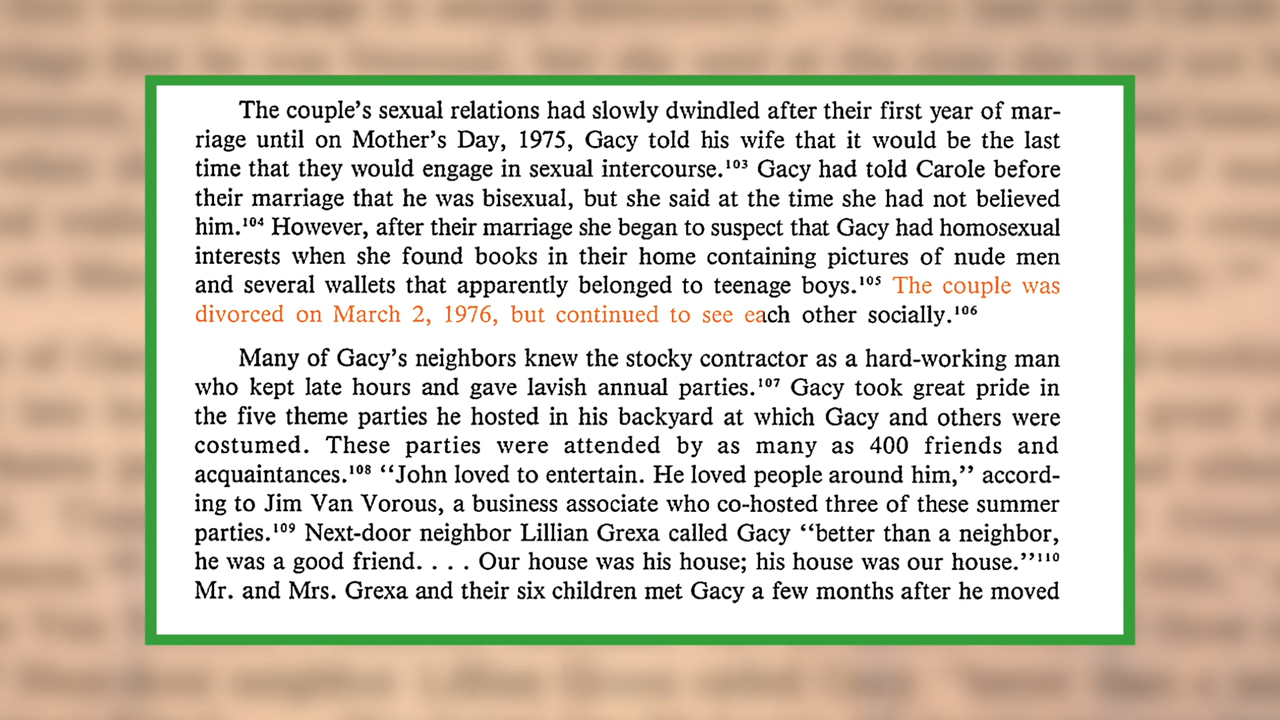 The couple's sexual relations had slowly dwindled after their first year of mar-
riage until on Mother's Day, 1975, Gacy told his wife that it would be the last
time that they would engage in sexual intercourse.¹⁰³ Gacy had told Carole before
their marriage that he was bisexual, but she said at the time she had not believed
him.¹⁰⁴ However, after their marriage she began to suspect that Gacy had homosexual
interests when she found books in their home containing pictures of nude men
and several wallets that apparently belonged to teenage boys.¹⁰⁵ The couple was
divorced on March 2, 1976, but continued to see each other socially.¹⁰⁶
Many of Gacy's neighbors knew the stocky contractor as a hard-working man
who kept late hours and gave lavish annual parties.¹⁰⁷ Gacy took great pride in
the five theme parties he hosted in his backyard at which Gacy and others were
costumed. These parties were attended by as many as 400 friends and
acquaintances.¹⁰⁸ “John loved to entertain. He loved people around him,” accord-
ing to Jim Van Vorous, a business associate who co-hosted three of these summer
parties.¹⁰⁹ Next-door neighbor Lillian Grexa called Gacy “better than a neighbor,
he was a good friend. . . . Our house was his house; his house was our house.”¹¹⁰
Mr. and Mrs. Grexa and their six children met Gacy a few months after he moved